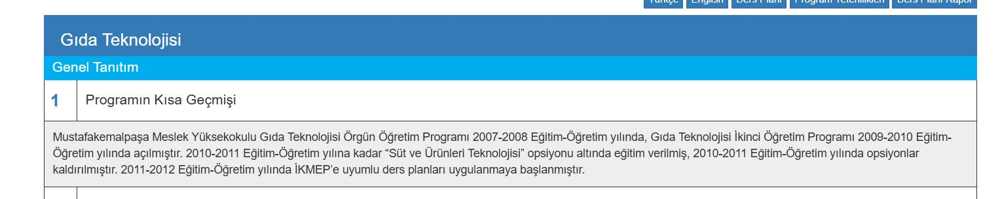 Türkçe English Ders Planı Program Yeterlilikleri Ders Planı Rapor
Gıda Teknolojisi
Genel Tanıtım
1 Programın Kısa Geçmişi
Mustafakemalpaşa Meslek Yüksekokulu Gıda Teknolojisi Örgün Öğretim Programı 2007-2008 Eğitim-Öğretim yılında, Gıda Teknolojisi İkinci Öğretim Programı 2009-2010 Eğitim-
Öğretim yılında açılmıştır. 2010-2011 Eğitim-Öğretim yılına kadar “Süt ve Ürünleri Teknolojisi” opsiyonu altında eğitim verilmiş, 2010-2011 Eğitim-Öğretim yılında opsiyonlar
kaldırılmıştır. 2011-2012 Eğitim-Öğretim yılında İKMEP’e uyumlu ders planları uygulanmaya başlanmıştır.